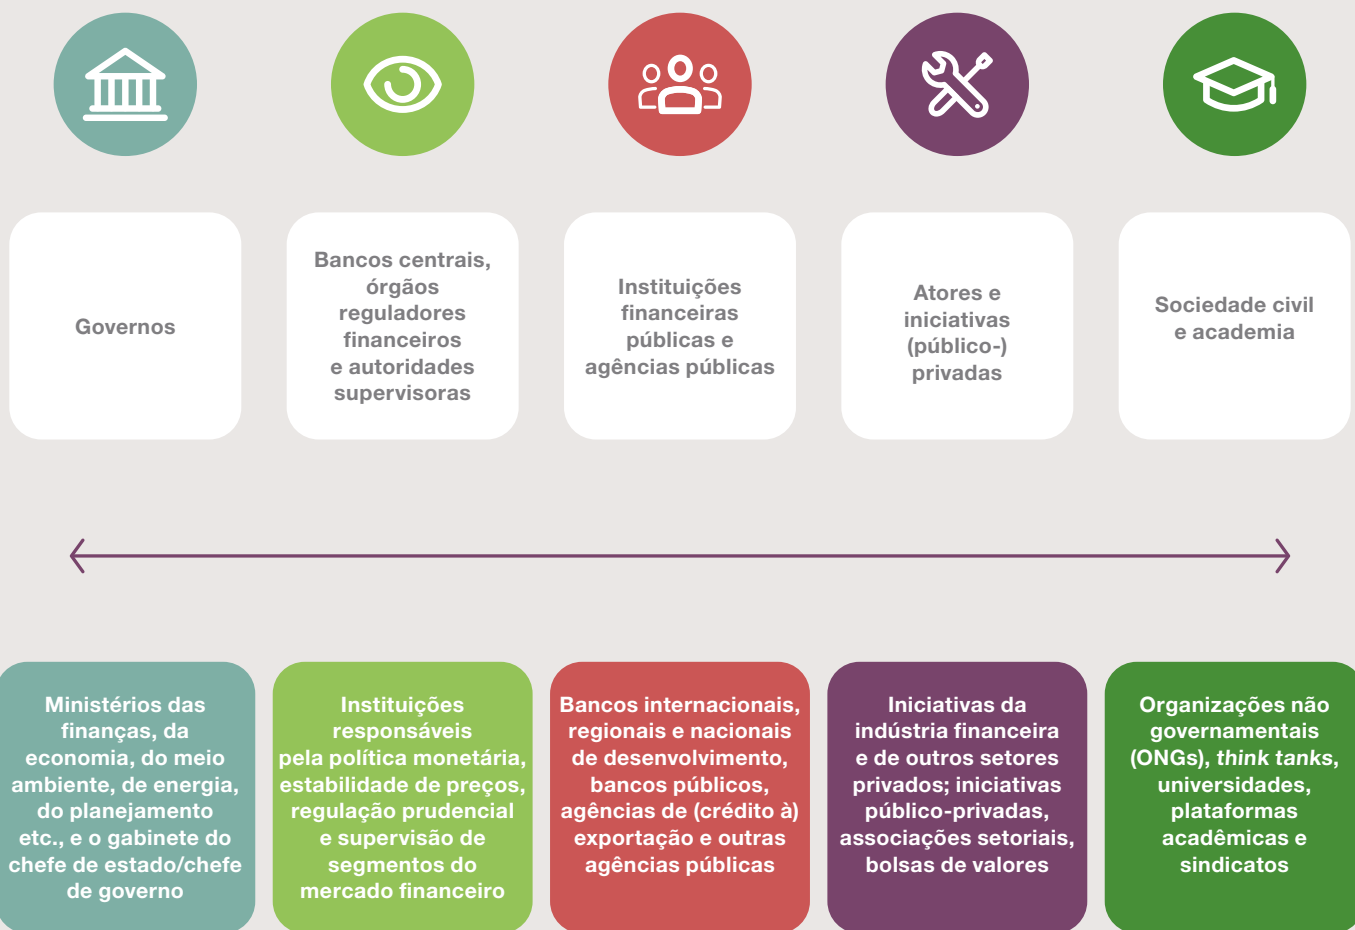 Governos
Bancos centrais,
órgãos
reguladores
financeiros
e autoridades
supervisoras
Instituições
financeiras
públicas e
agências públicas
Atores e
iniciativas
(público-)
privadas
Sociedade civil
e academia
Ministérios das
finanças, da
economia, do meio
ambiente, de energia,
do planejamento
etc., e o gabinete do
chefe de estado/chefe
de governo
Instituições
responsáveis
pela política monetária,
estabilidade de preços,
regulação prudencial
e supervisão de
segmentos do
mercado financeiro
Bancos internacionais,
regionais e nacionais
de desenvolvimento,
bancos públicos,
agências de (crédito à)
exportação e outras
agências públicas
Iniciativas da
indústria financeira
e de outros setores
privados; iniciativas
público-privadas,
associações setoriais,
bolsas de valores
Organizações não
governamentais
(ONGs), think tanks,
universidades,
plataformas
acadêmicas e
sindicatos